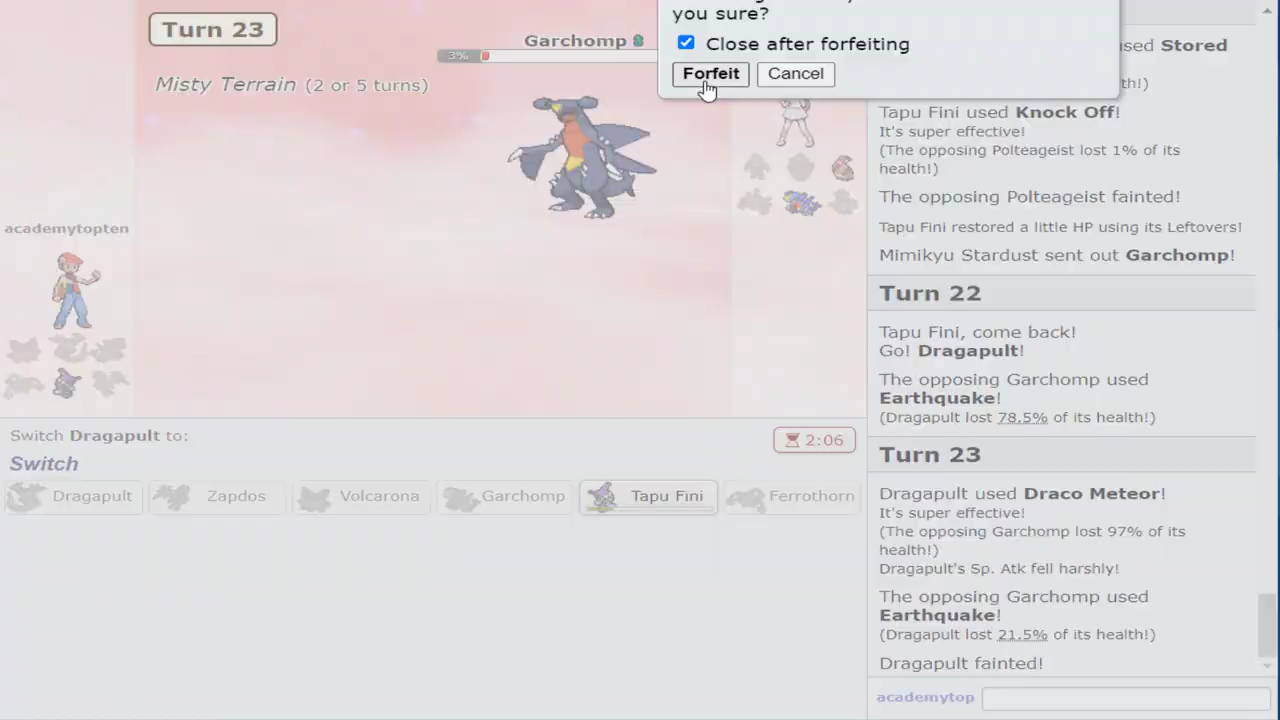 you sure?
Close after forfeiting
Forfeit
Cancel
Turn 23
Misty Terrain (2 or 5 turns)
Garchomp
3%
academytopten
Switch Dragapult to:
2:06
Switch
Dragapult
Zapdos
Volcarona
Garchomp
Tapu Fini
Ferrothorn
used Stored
Tapu Fini used Knock Off!
It's super effective!
(The opposing Polteageist lost 1% of its
health!)
The opposing Polteageist fainted!
Tapu Fini restored a little HP using its Leftovers!
Mimikyu Stardust sent out Garchomp!
Turn 22
Tapu Fini, come back!
Go! Dragapult!
The opposing Garchomp used
Earthquake!
(Dragapult lost 78.5% of its health!)
Turn 23
Dragapult used Draco Meteor!
It's super effective!
(The opposing Garchomp lost 97% of its
health!)
Dragapult's Sp. Atk fell harshly!
The opposing Garchomp used
Earthquake!
(Dragapult lost 21.5% of its health!)
Dragapult fainted!
academytop